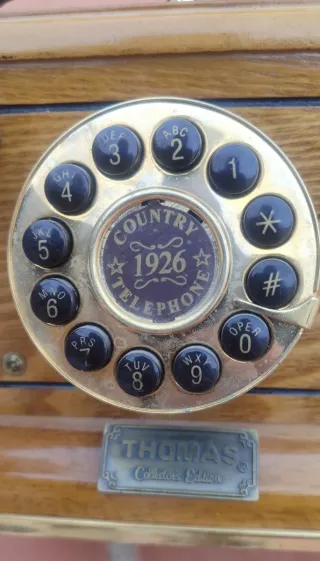 COUNTRY
1926
TELEPHONE
1
ABC
2
DEF
3
GHI
4
JKL
5
MNO
6
PRS
7
TUV
8
WXY
9
OPER
0
#
*
THOMAS
Collectors Edition